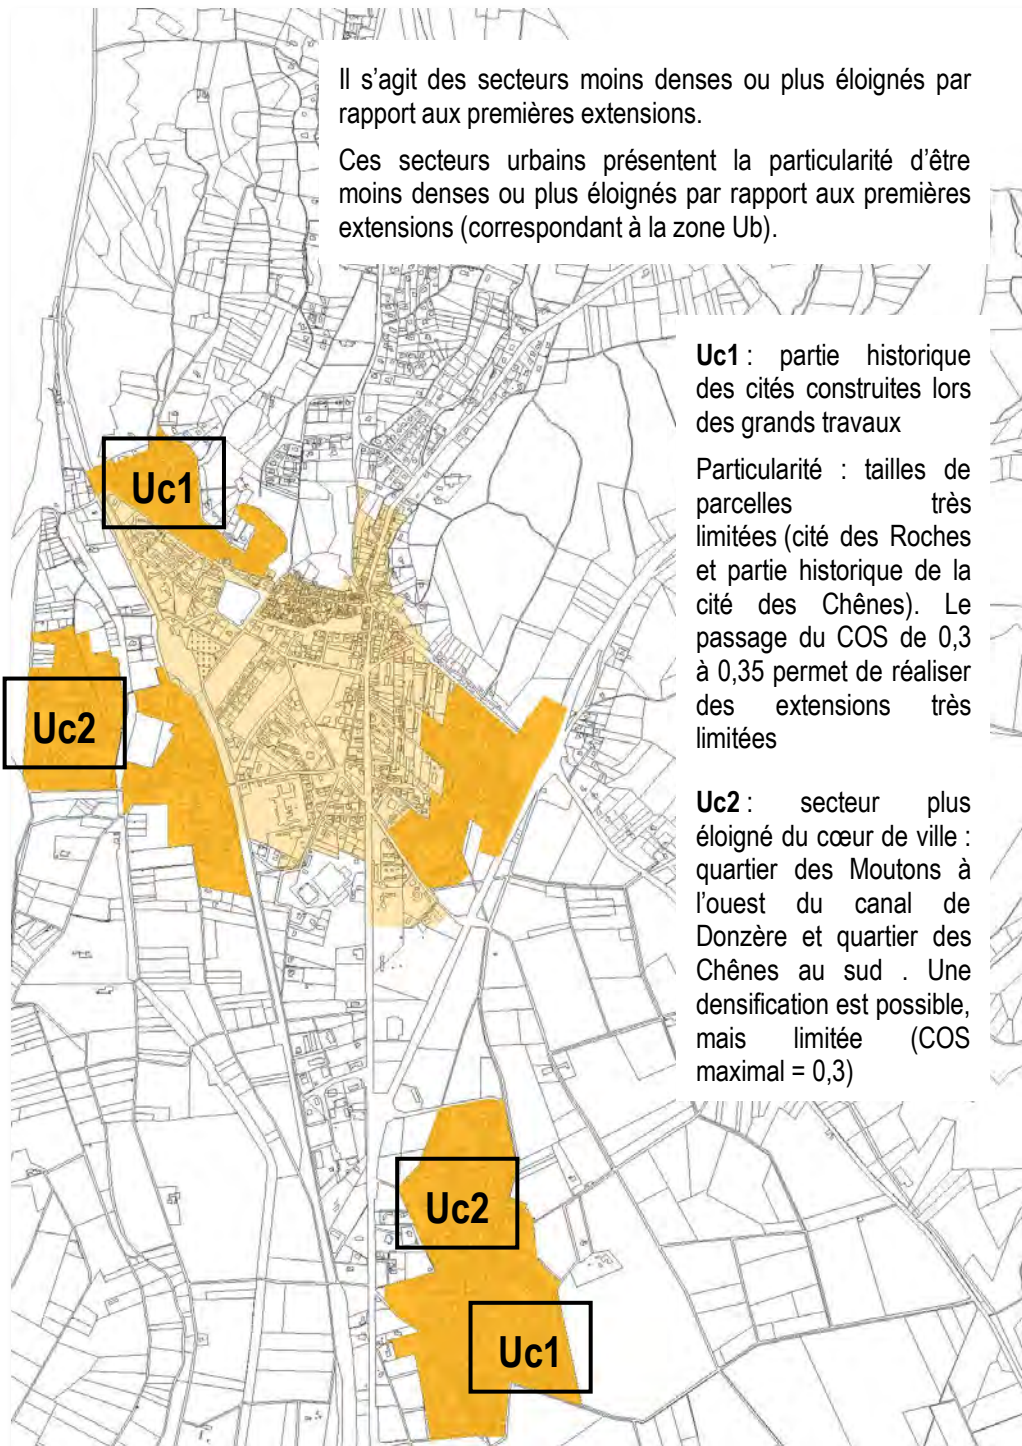 Il s’agit des secteurs moins denses ou plus éloignés par
rapport aux premières extensions.
Ces secteurs urbains présentent la particularité d’être
moins denses ou plus éloignés par rapport aux premières
extensions (correspondant à la zone Ub).
Uc1 : partie historique
des cités construites lors
des grands travaux
Particularité : tailles de
parcelles très
limitées (cité des Roches
et partie historique de la
cité des Chênes). Le
passage du COS de 0,3
à 0,35 permet de réaliser
des extensions très
limitées
Uc2 : secteur plus
éloigné du cœur de ville :
quartier des Moutons à
l’ouest du canal de
Donzère et quartier des
Chênes au sud . Une
densification est possible,
mais limitée (COS
maximal = 0,3)
Uc1
Uc2
Uc2
Uc1